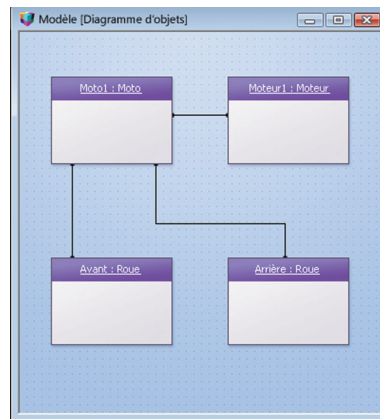 Modèle [Diagramme d'objets]
Moto1 : Moto
Moteur1 : Moteur
Avant : Roue
Arrière : Roue